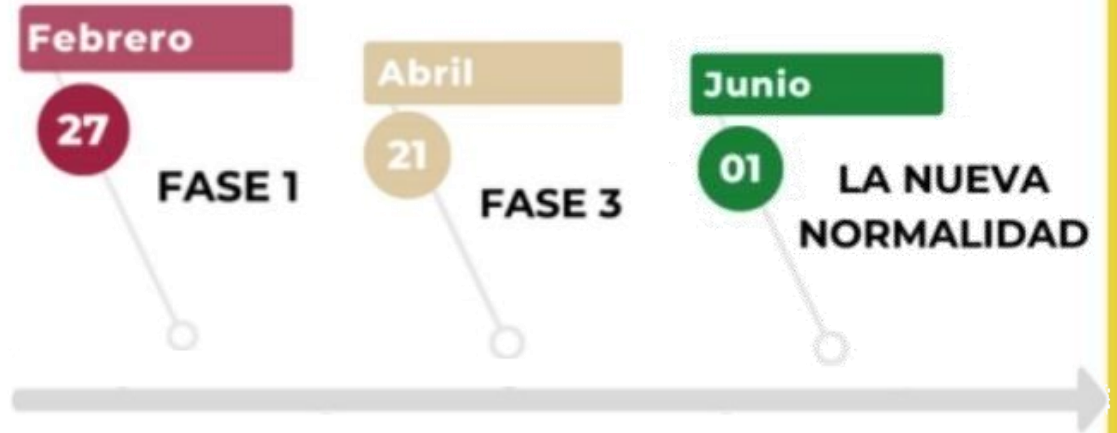 Febrero
27
FASE 1
Abril
21
FASE 3
Junio
01
LA NUEVA
NORMALIDAD